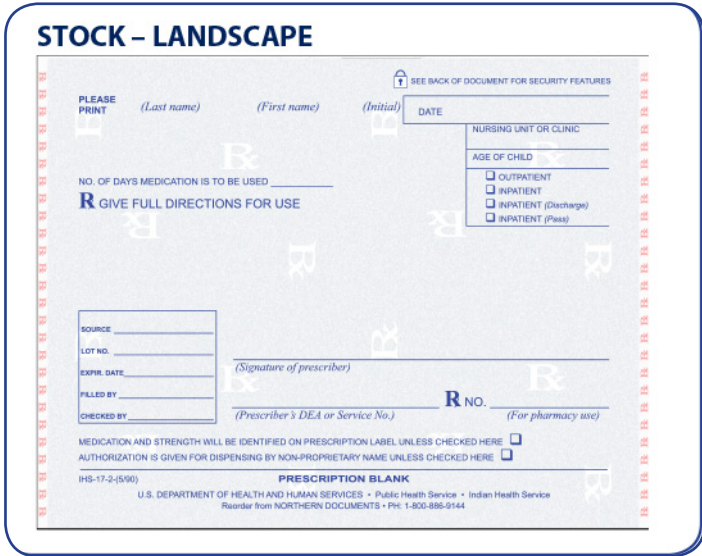 STOCK – LANDSCAPE
SEE BACK OF DOCUMENT FOR SECURITY FEATURES
PLEASE PRINT (Last name) (First name) (Initial) DATE
NURSING UNIT OR CLINIC
AGE OF CHILD
OUTPATIENT
INPATIENT
INPATIENT (Discharge)
INPATIENT (Pass)
NO. OF DAYS MEDICATION IS TO BE USED
R GIVE FULL DIRECTIONS FOR USE
SOURCE
LOT NO.
EXPIR. DATE
FILLED BY
CHECKED BY
(Signature of prescriber)
R NO.
(Prescriber's DEA or Service No.) (For pharmacy use)
MEDICATION AND STRENGTH WILL BE IDENTIFIED ON PRESCRIPTION LABEL UNLESS CHECKED HERE
AUTHORIZATION IS GIVEN FOR DISPENSING BY NON-PROPRIETARY NAME UNLESS CHECKED HERE
IHS-17-2-(5/90) PRESCRIPTION BLANK
U.S. DEPARTMENT OF HEALTH AND HUMAN SERVICES • Public Health Service • Indian Health Service
Reorder from NORTHERN DOCUMENTS • PH: 1-800-886-9144